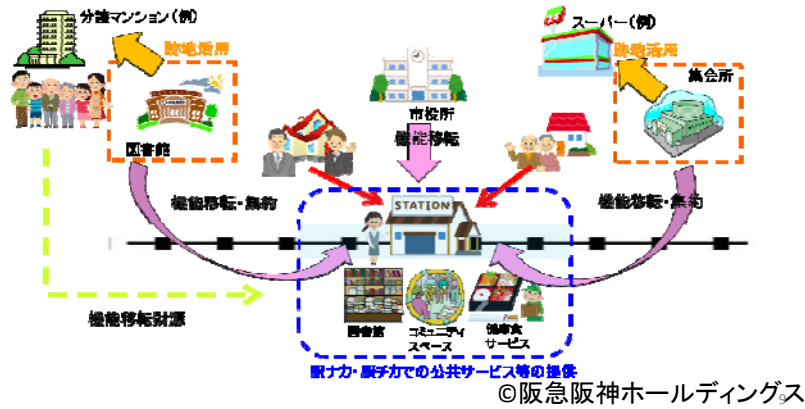 分譲マンション（例）
跡地活用
図書館
市役所
機能移転
スーパー（例）
跡地活用
集会所
機能移転・集約
機能移転・集約
STATION
機能移転財源
図書館
コミュニティ
スペース
健康食
サービス
駅ナカ・駅チカでの公共サービス等の提供
©阪急阪神ホールディングス
9